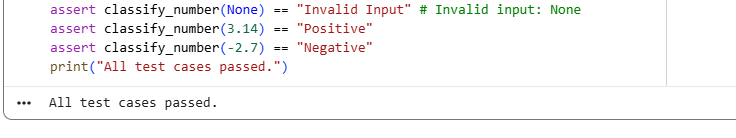 assert classify_number(None) == "Invalid Input" # Invalid input: None
assert classify_number(3.14) == "Positive"
assert classify_number(-2.7) == "Negative"
print("All test cases passed.")
All test cases passed.